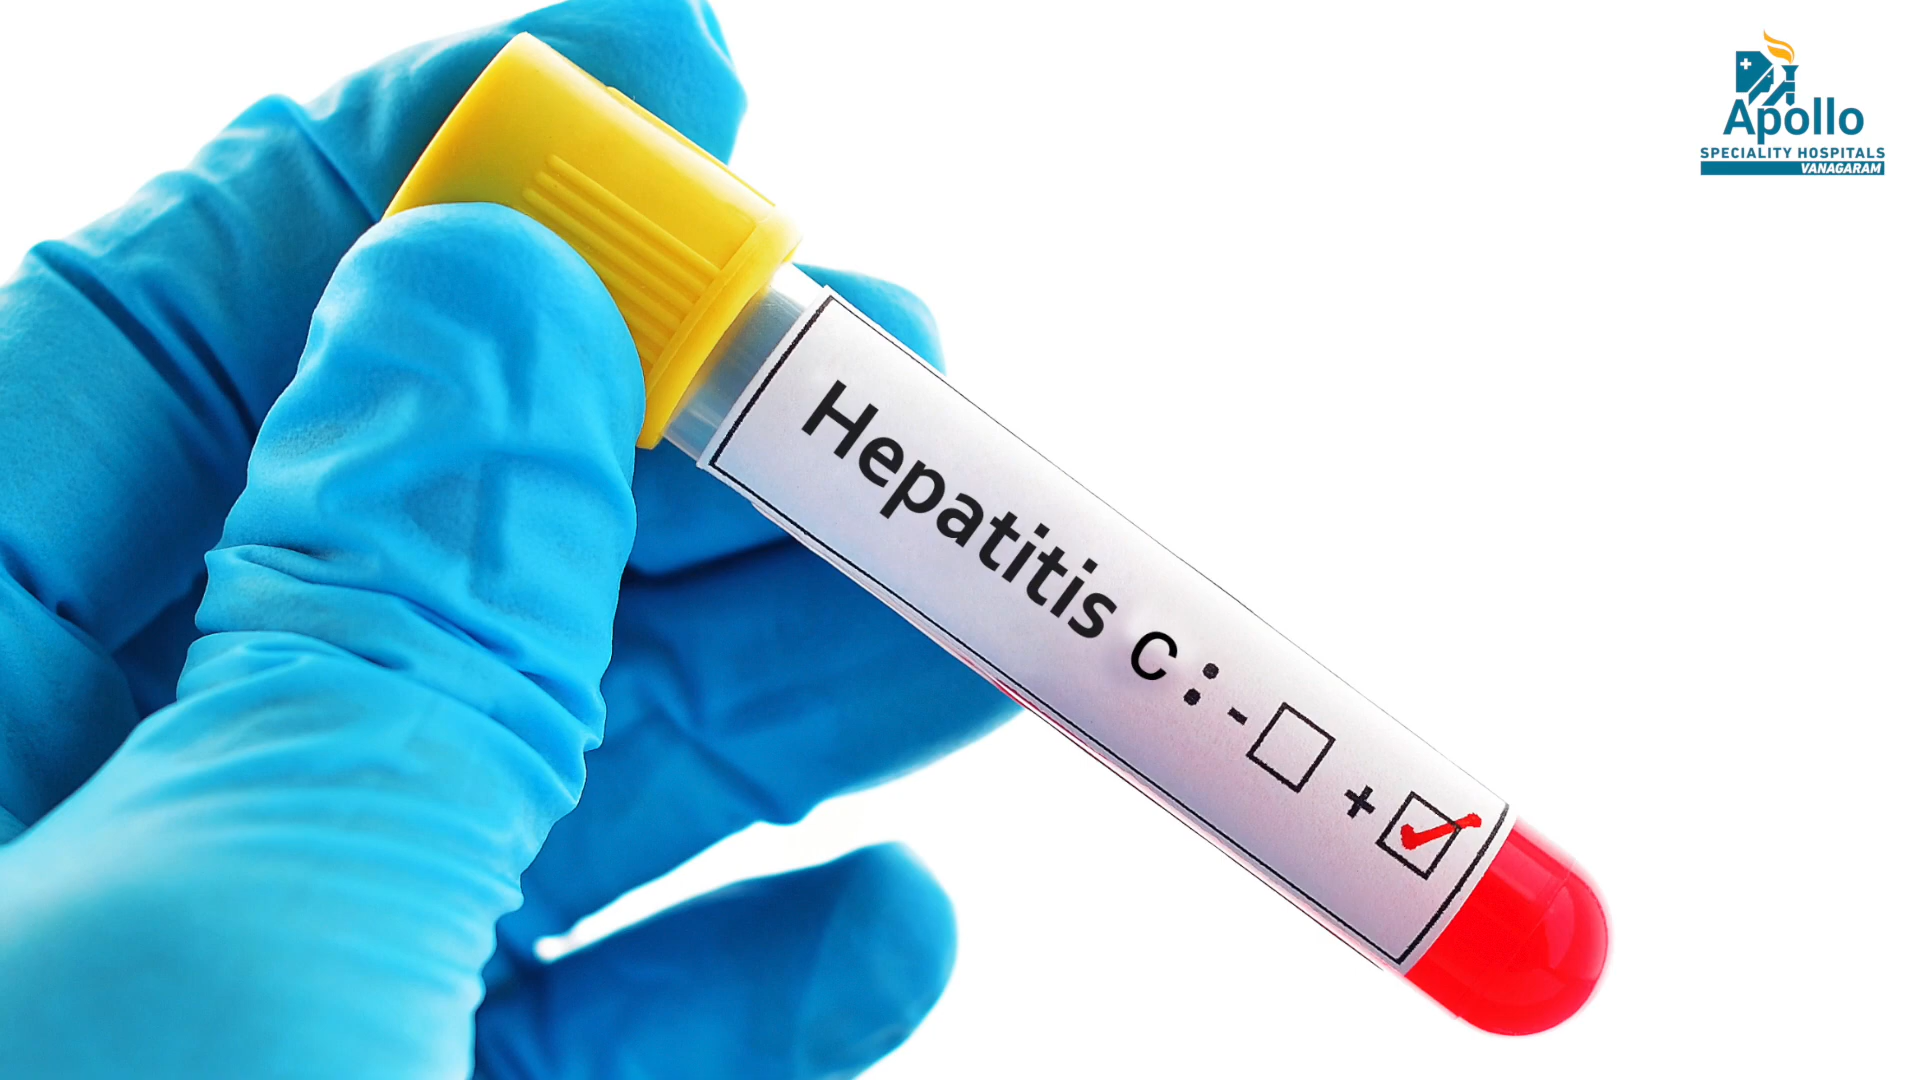 Apollo
SPECIALITY HOSPITALS
VANAGARAM
Hepatitis C : - ☐ + ☑